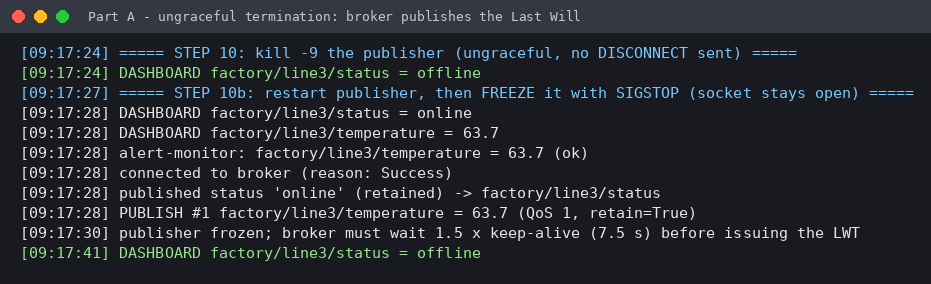 Part A - ungraceful termination: broker publishes the Last Will
[09:17:24] ===== STEP 10: kill -9 the publisher (ungraceful, no DISCONNECT sent) =====
[09:17:24] DASHBOARD factory/line3/status = offline
[09:17:27] ===== STEP 10b: restart publisher, then FREEZE it with SIGSTOP (socket stays open) =====
[09:17:28] DASHBOARD factory/line3/status = online
[09:17:28] DASHBOARD factory/line3/temperature = 63.7
[09:17:28] alert-monitor: factory/line3/temperature = 63.7 (ok)
[09:17:28] connected to broker (reason: Success)
[09:17:28] published status 'online' (retained) -> factory/line3/status
[09:17:28] PUBLISH #1 factory/line3/temperature = 63.7 (QoS 1, retain=True)
[09:17:30] publisher frozen; broker must wait 1.5 x keep-alive (7.5 s) before issuing the LWT
[09:17:41] DASHBOARD factory/line3/status = offline